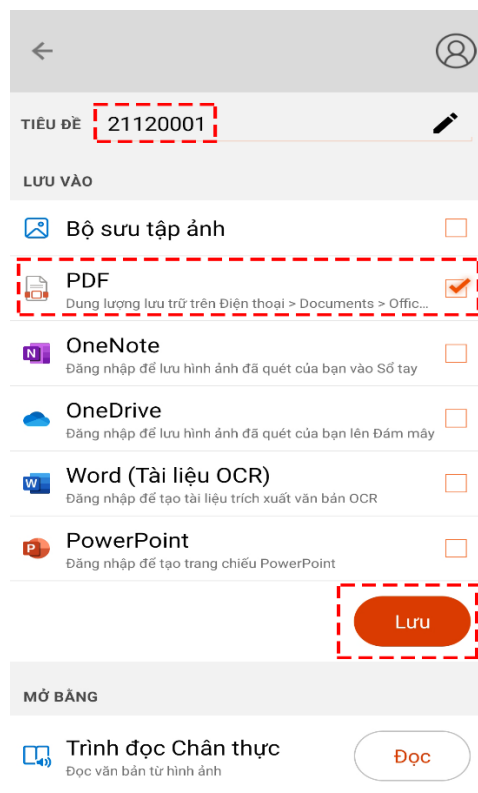 TIÊU ĐỀ 21120001
LƯU VÀO
Bộ sưu tập ảnh
PDF
Dung lượng lưu trữ trên Điện thoại > Documents > Offic...
OneNote
Đăng nhập để lưu hình ảnh đã quét của bạn vào Sổ tay
OneDrive
Đăng nhập để lưu hình ảnh đã quét của bạn lên Đám mây
Word (Tài liệu OCR)
Đăng nhập để tạo tài liệu trích xuất văn bản OCR
PowerPoint
Đăng nhập để tạo trang chiếu PowerPoint
Lưu
MỞ BẰNG
Trình đọc Chân thực
Đọc văn bản từ hình ảnh
Đọc